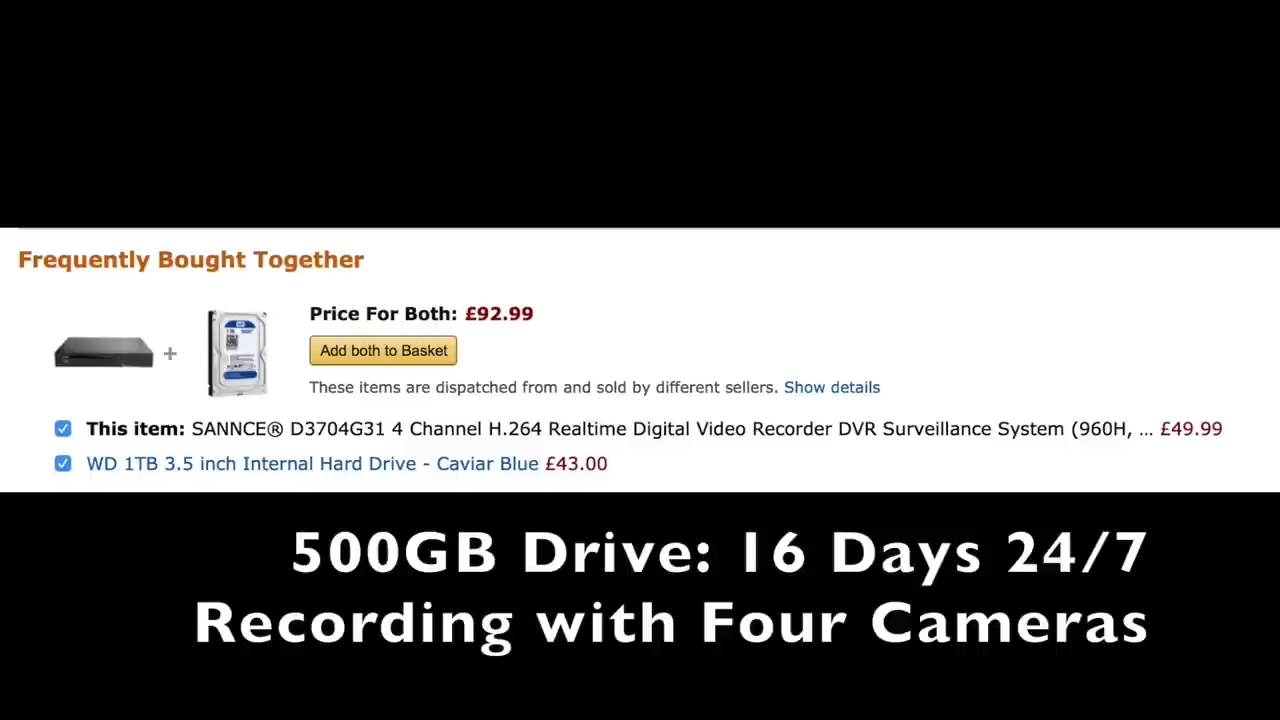 Frequently Bought Together
+
Price For Both: £92.99
Add both to Basket
These items are dispatched from and sold by different sellers. Show details
This item: SANNCE® D3704G31 4 Channel H.264 Realtime Digital Video Recorder DVR Surveillance System (960H, ... £49.99
WD 1TB 3.5 inch Internal Hard Drive - Caviar Blue £43.00
500GB Drive: 16 Days 24/7
Recording with Four Cameras